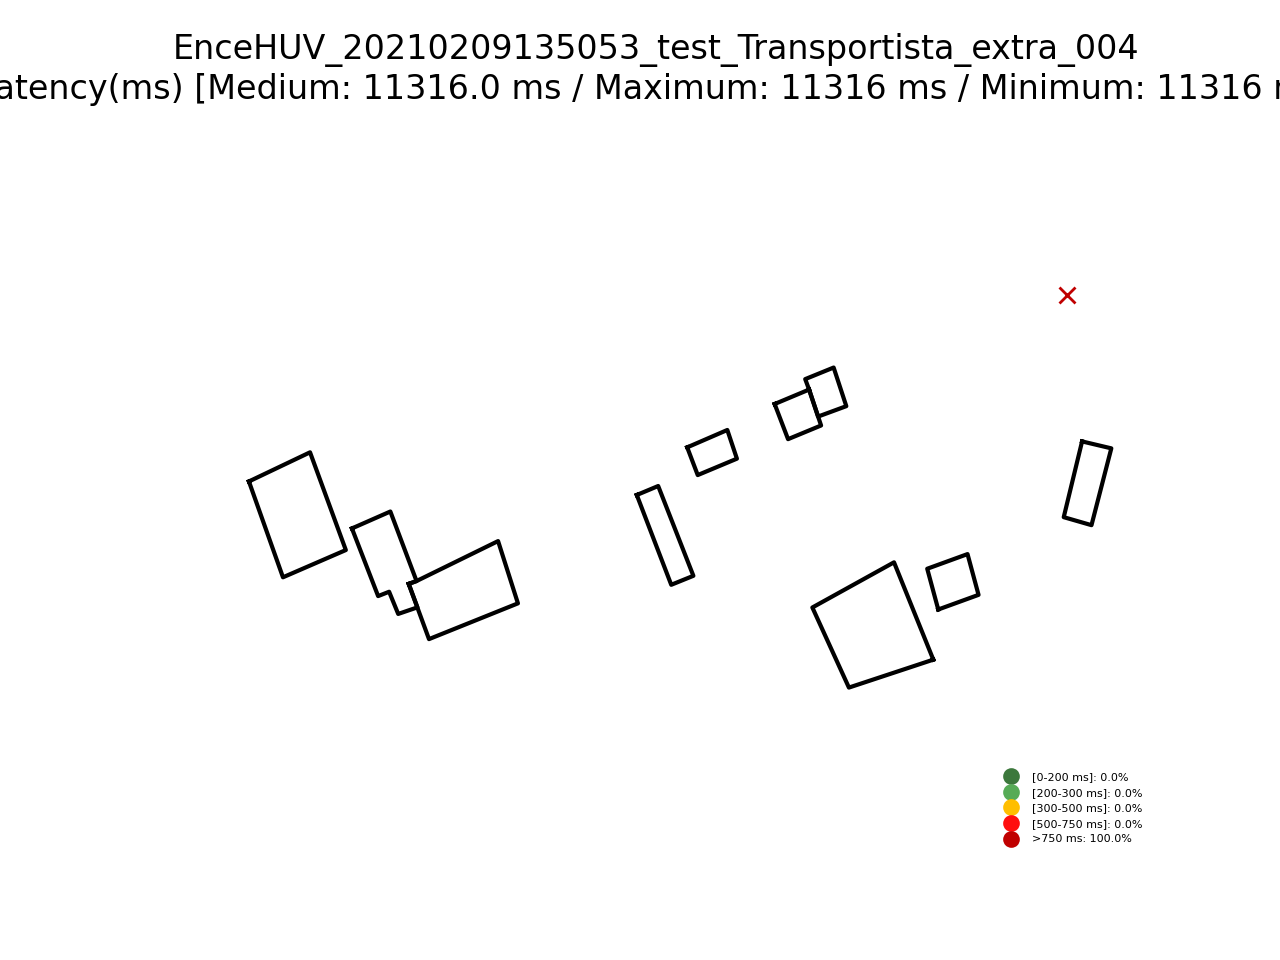 EnceHUV_20210209135053_test_Transportista_extra_004
atency(ms) [Medium: 11316.0 ms / Maximum: 11316 ms / Minimum: 11316 
[0-200 ms]: 0.0%
[200-300 ms]: 0.0%
[300-500 ms]: 0.0%
[500-750 ms]: 0.0%
>750 ms: 100.0%